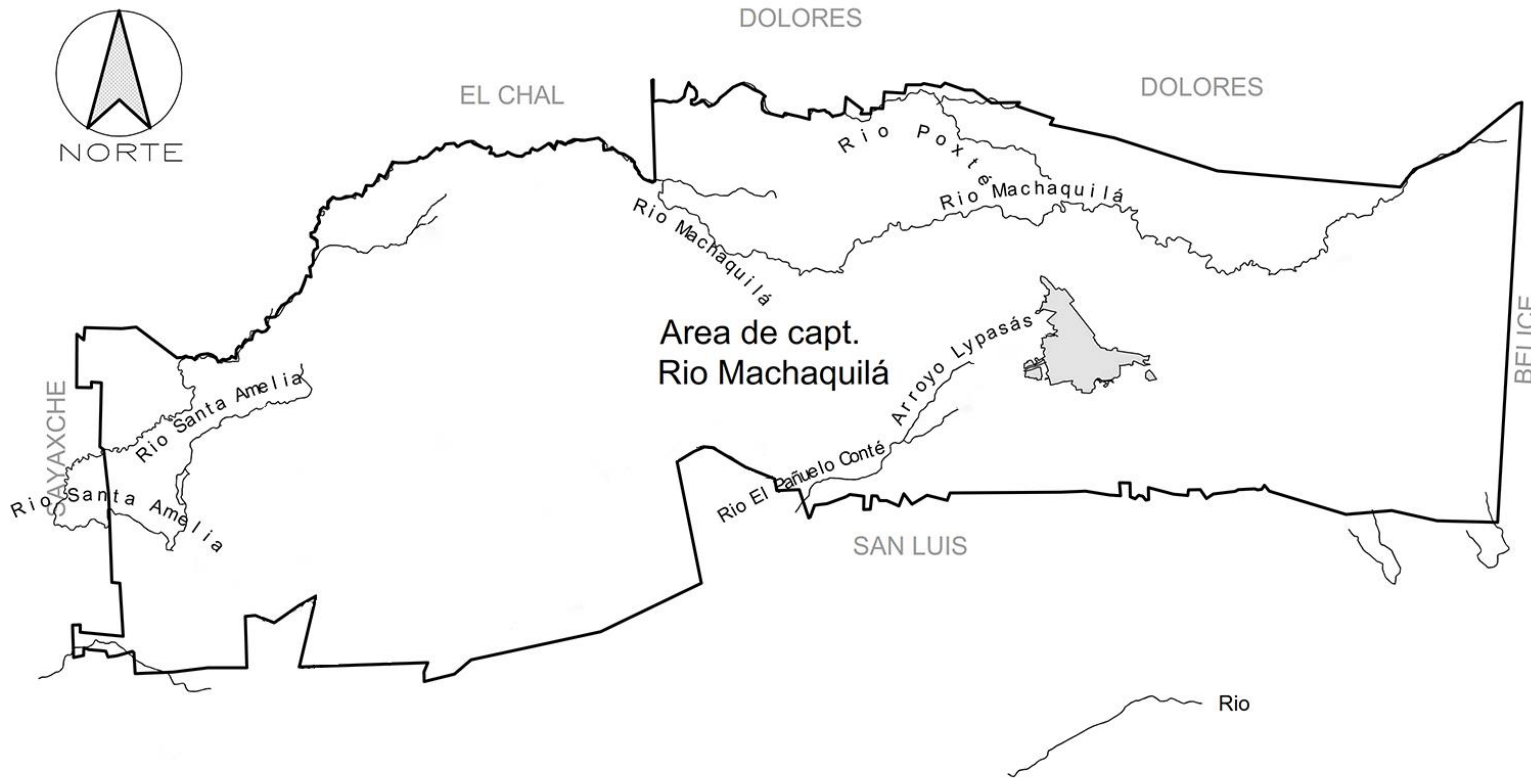 DOLORES
EL CHAL
DOLORES
NORTE
Rio Poxté
Rio Machaquilá
Rio Machaquilá
Area de capt.
Rio Machaquilá
Arroyo Lypasás
BELICE
SAYAXCHE
Rio Santa Amelia
Rio El Pañuelo Conté
Rio Santa Amelia
SAN LUIS
Rio